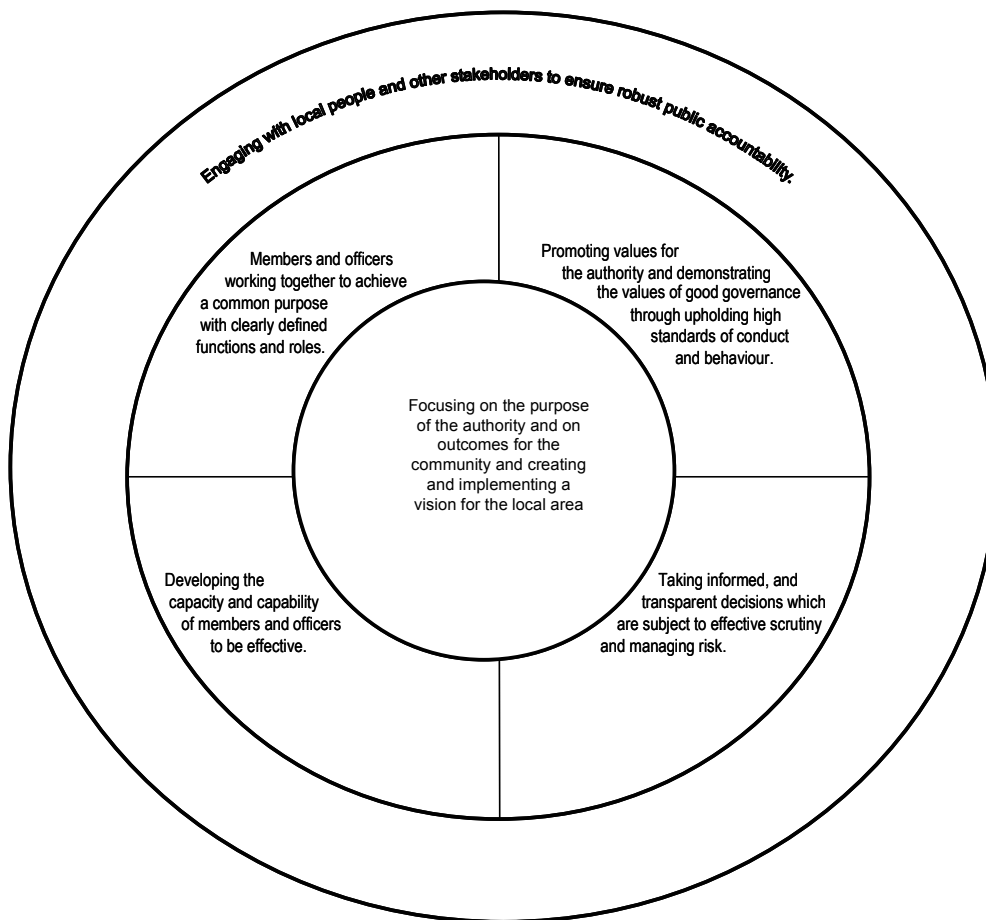 Engaging with local people and other stakeholders to ensure robust public accountability.
Members and officers
working together to achieve
a common purpose
with clearly defined
functions and roles.
Promoting values for
the authority and demonstrating
the values of good governance
through upholding high
standards of conduct
and behaviour.
Focusing on the purpose
of the authority and on
outcomes for the
community and creating
and implementing a
vision for the local area
Developing the
capacity and capability
of members and officers
to be effective.
Taking informed, and
transparent decisions which
are subject to effective scrutiny
and managing risk.